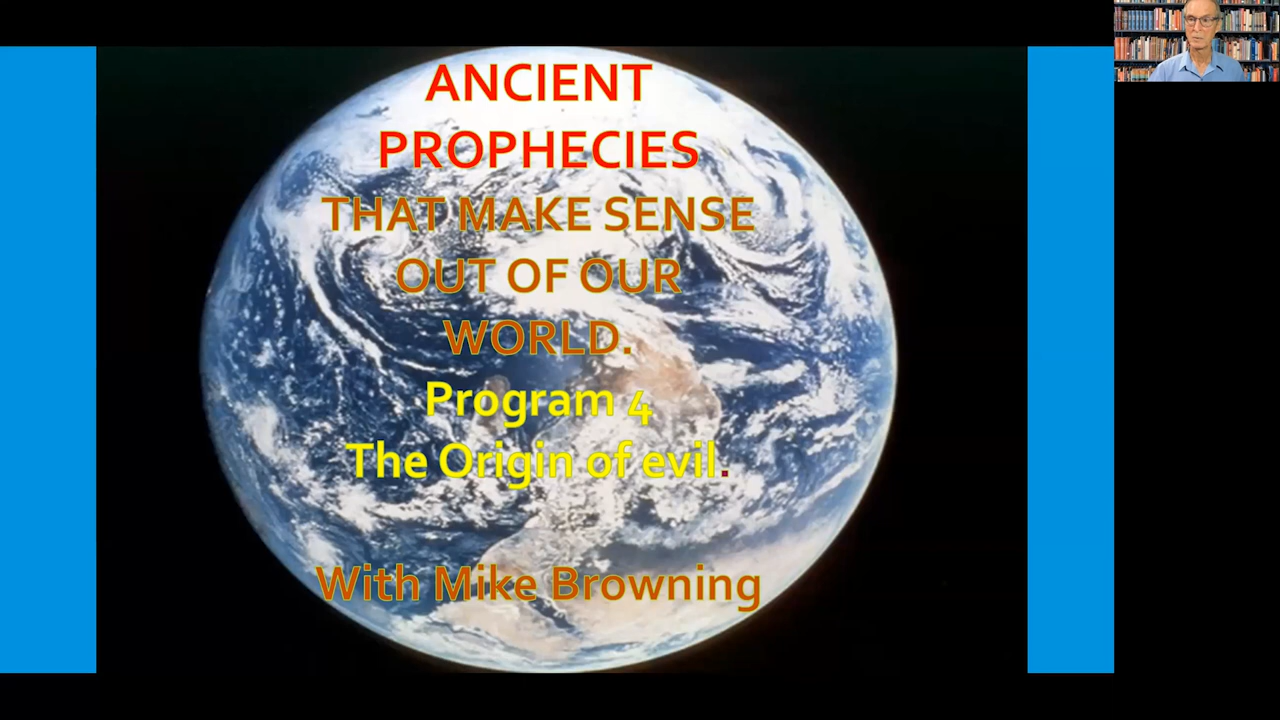 ANCIENT
PROPHECIES
THAT MAKE SENSE
OUT OF OUR
WORLD.
Program 4
The Origin of evil.
With Mike Browning